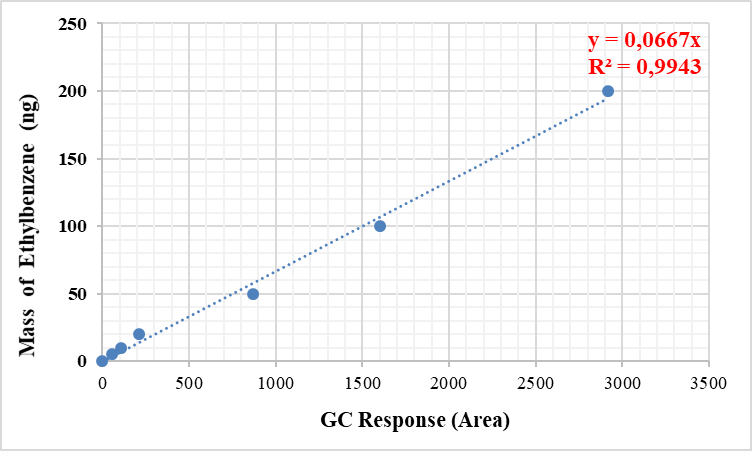 y = 0,0667x
R² = 0,9943
250
200
150
100
50
0
Mass of Ethylbenzene (ng)
0 500 1000 1500 2000 2500 3000 3500
GC Response (Area)